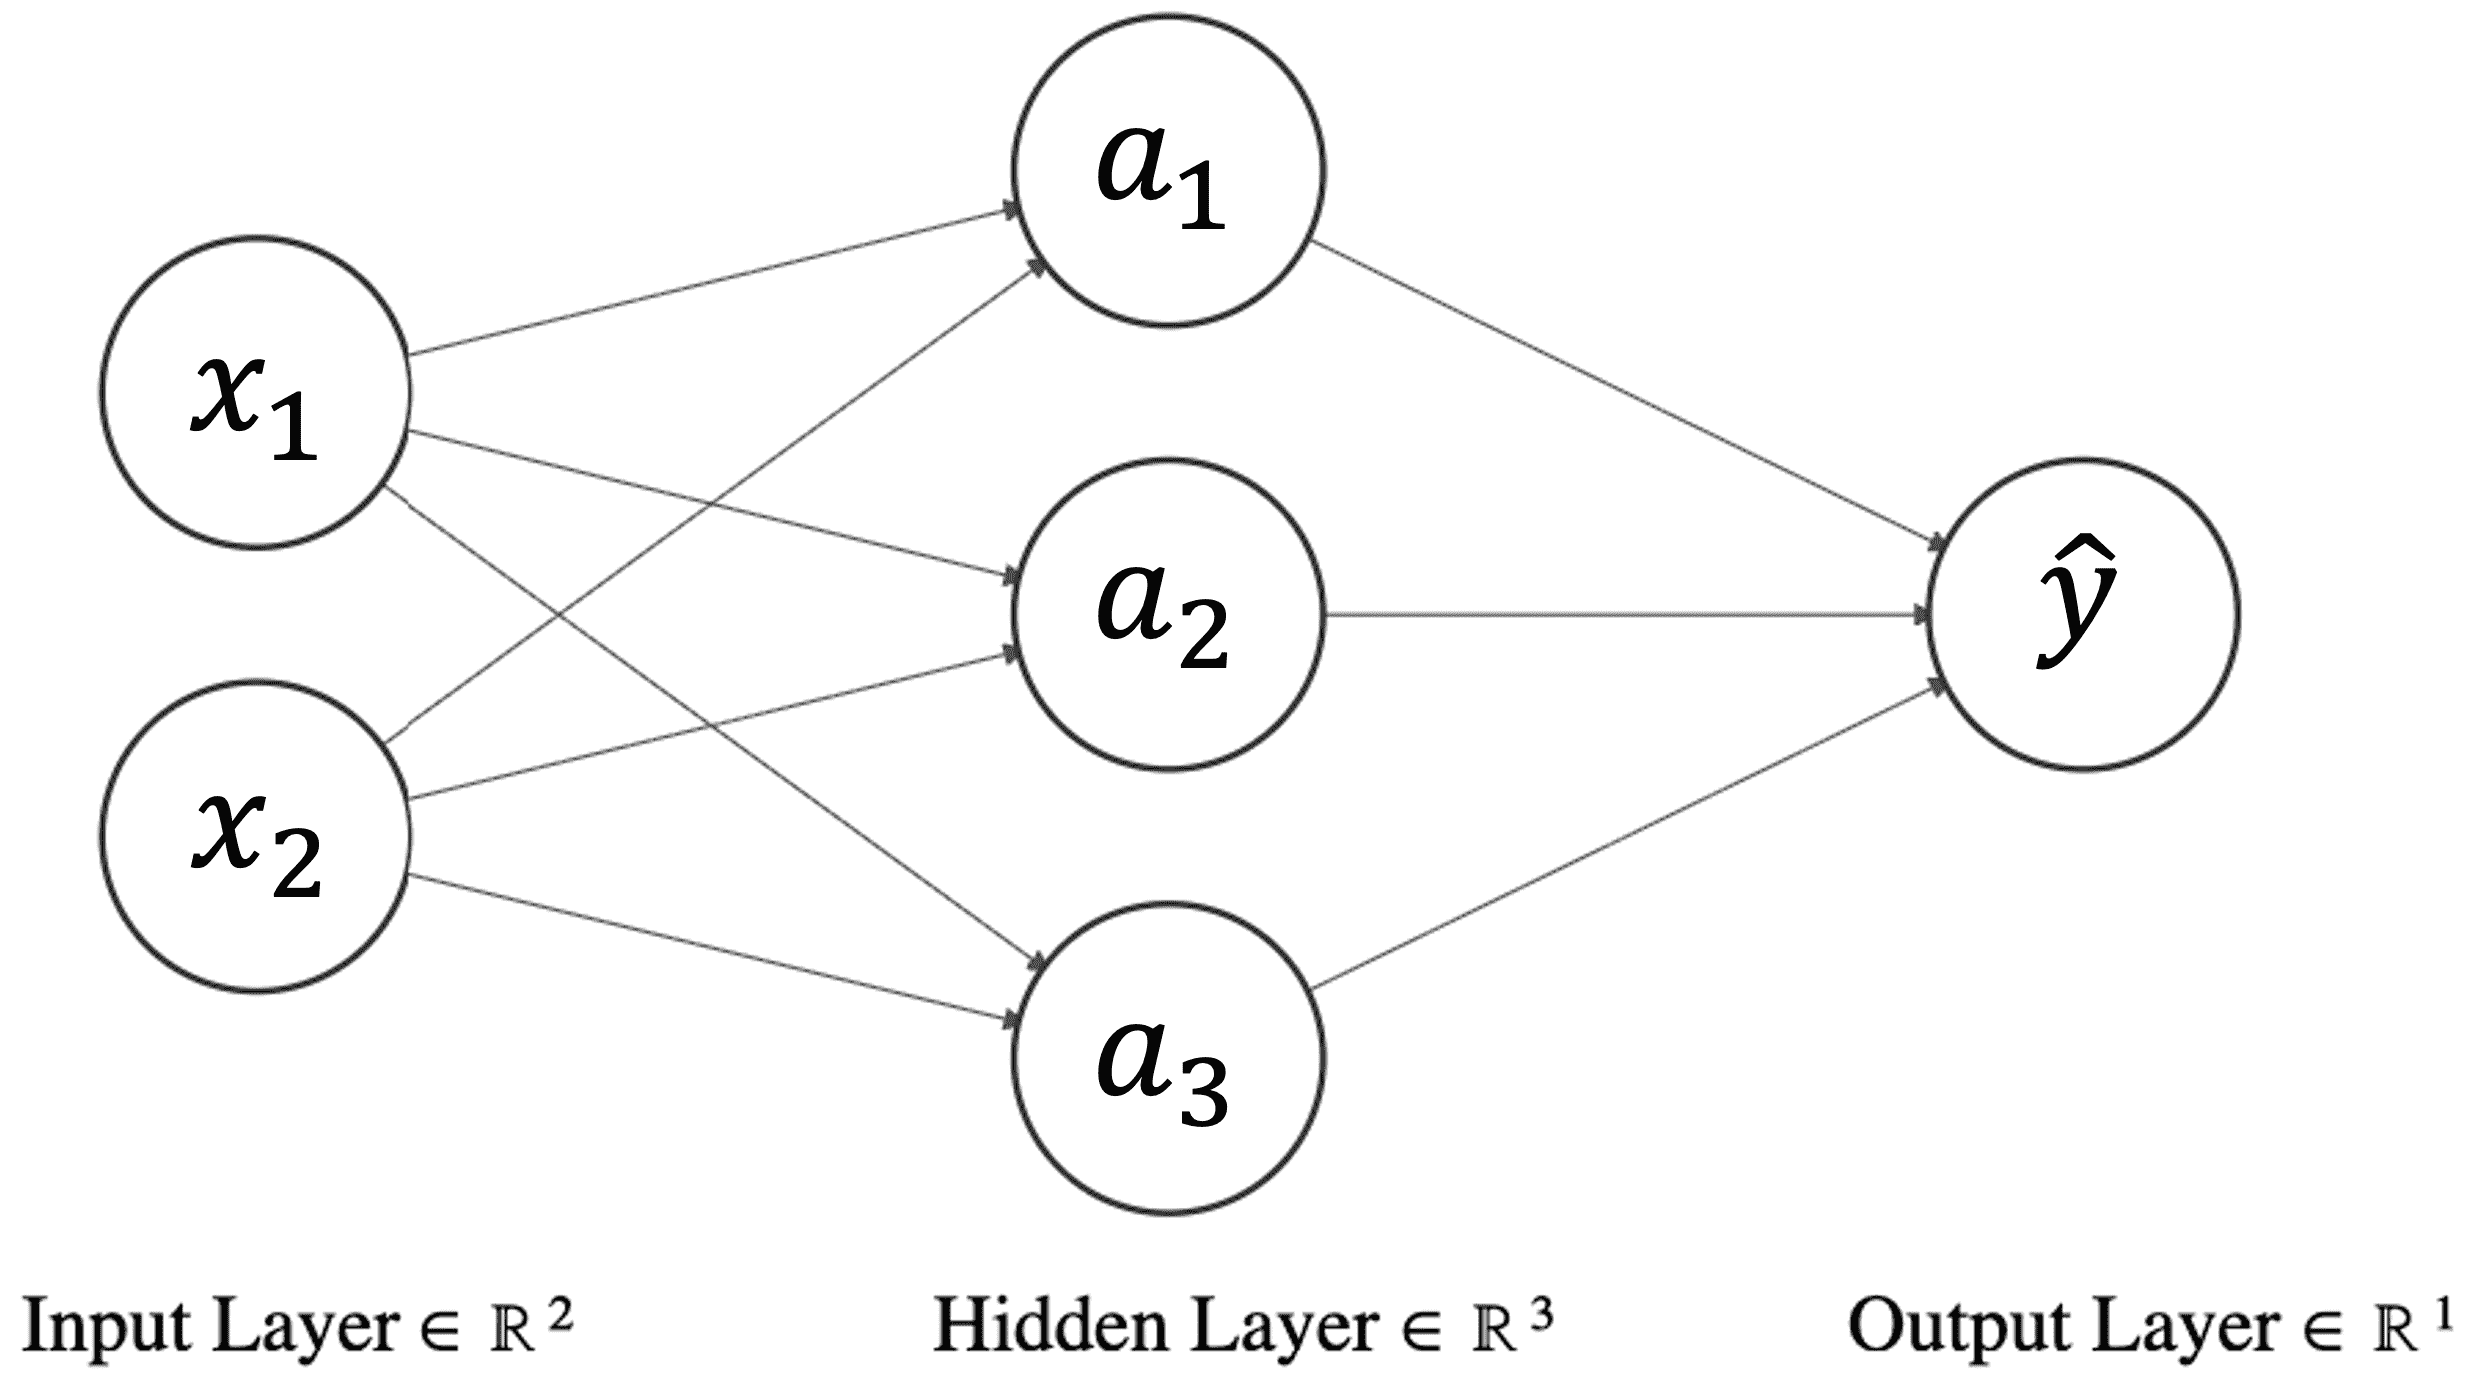 x₁
x₂
a₁
a₂
a₃
ŷ
Input Layer ∈ ℝ²
Hidden Layer ∈ ℝ³
Output Layer ∈ ℝ¹